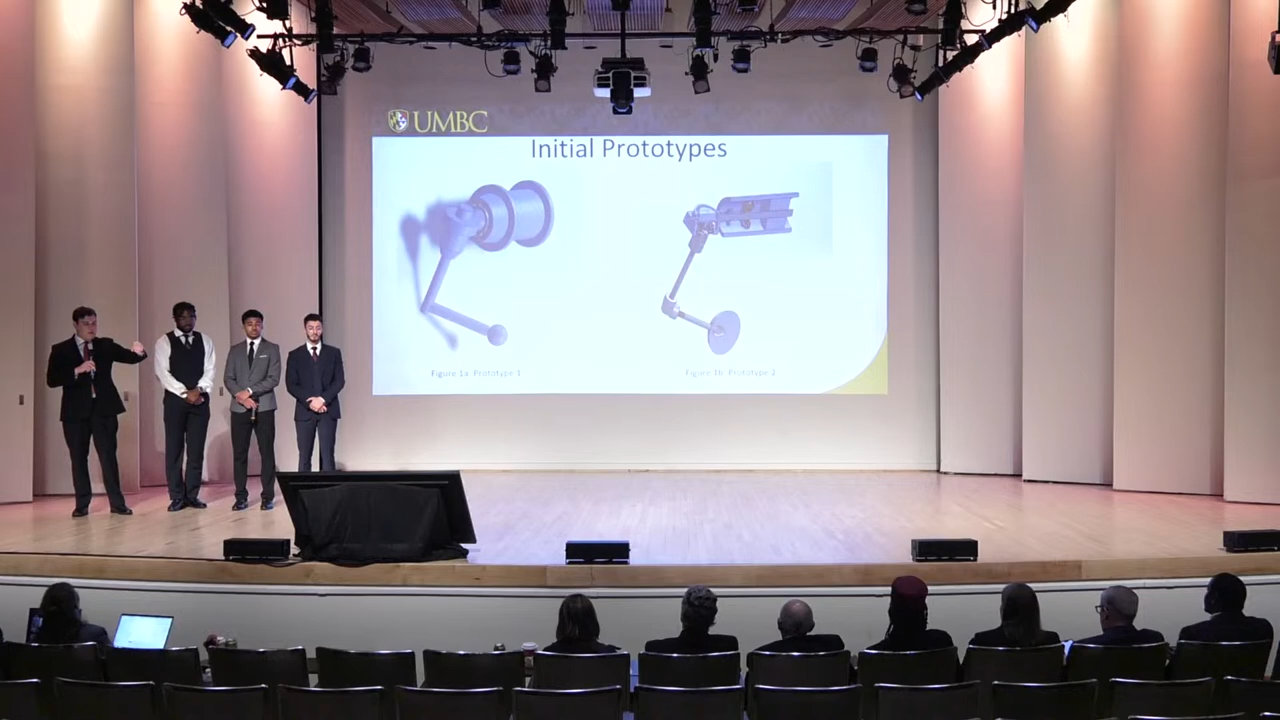 UMBC
Initial Prototypes
Figure 1a: Prototype 1
Figure 1b: Prototype 2